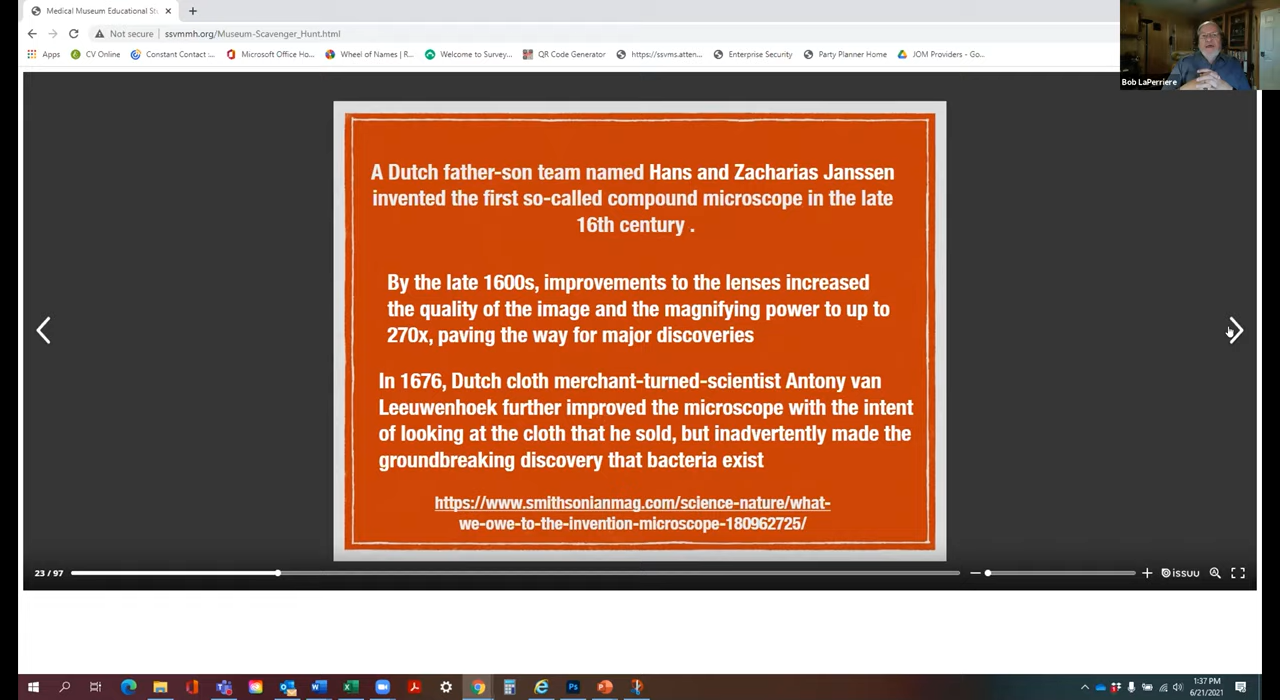 Medical Museum Educational St
Not secure | ssvmmh.org/Museum-Scavenger_Hunt.html
Apps CV Online Constant Contact :... Microsoft Office Ho... Wheel of Names | R... Welcome to Survey... QR Code Generator https://ssvms.atten... Enterprise Security Party Planner Home JOM Providers - Go...
Bob LaPerriere
A Dutch father-son team named Hans and Zacharias Janssen
invented the first so-called compound microscope in the late
16th century .
By the late 1600s, improvements to the lenses increased
the quality of the image and the magnifying power to up to
270x, paving the way for major discoveries
In 1676, Dutch cloth merchant-turned-scientist Antony van
Leeuwenhoek further improved the microscope with the intent
of looking at the cloth that he sold, but inadvertently made the
groundbreaking discovery that bacteria exist
https://www.smithsonianmag.com/science-nature/what-
we-owe-to-the-invention-microscope-180962725/
23 / 97
issuu
1:37 PM
6/21/2021